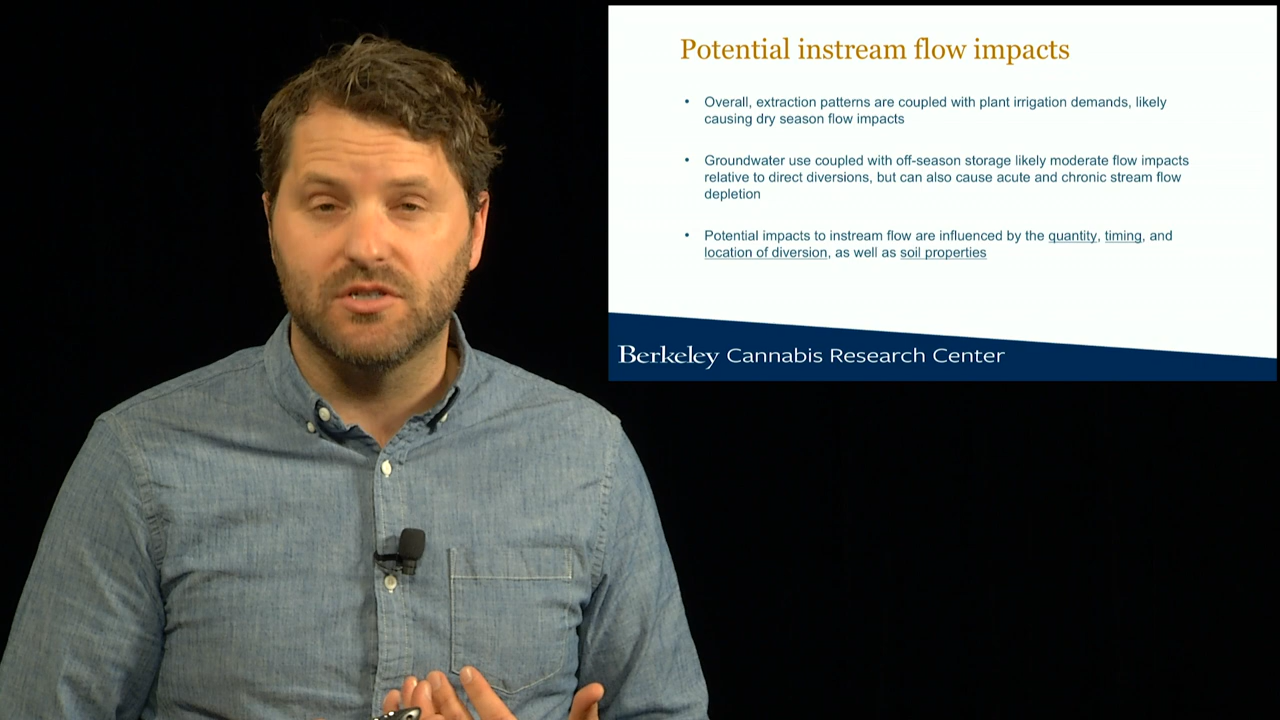 Potential instream flow impacts
• Overall, extraction patterns are coupled with plant irrigation demands, likely
causing dry season flow impacts
• Groundwater use coupled with off-season storage likely moderate flow impacts
relative to direct diversions, but can also cause acute and chronic stream flow
depletion
• Potential impacts to instream flow are influenced by the quantity, timing, and
location of diversion, as well as soil properties
Berkeley Cannabis Research Center